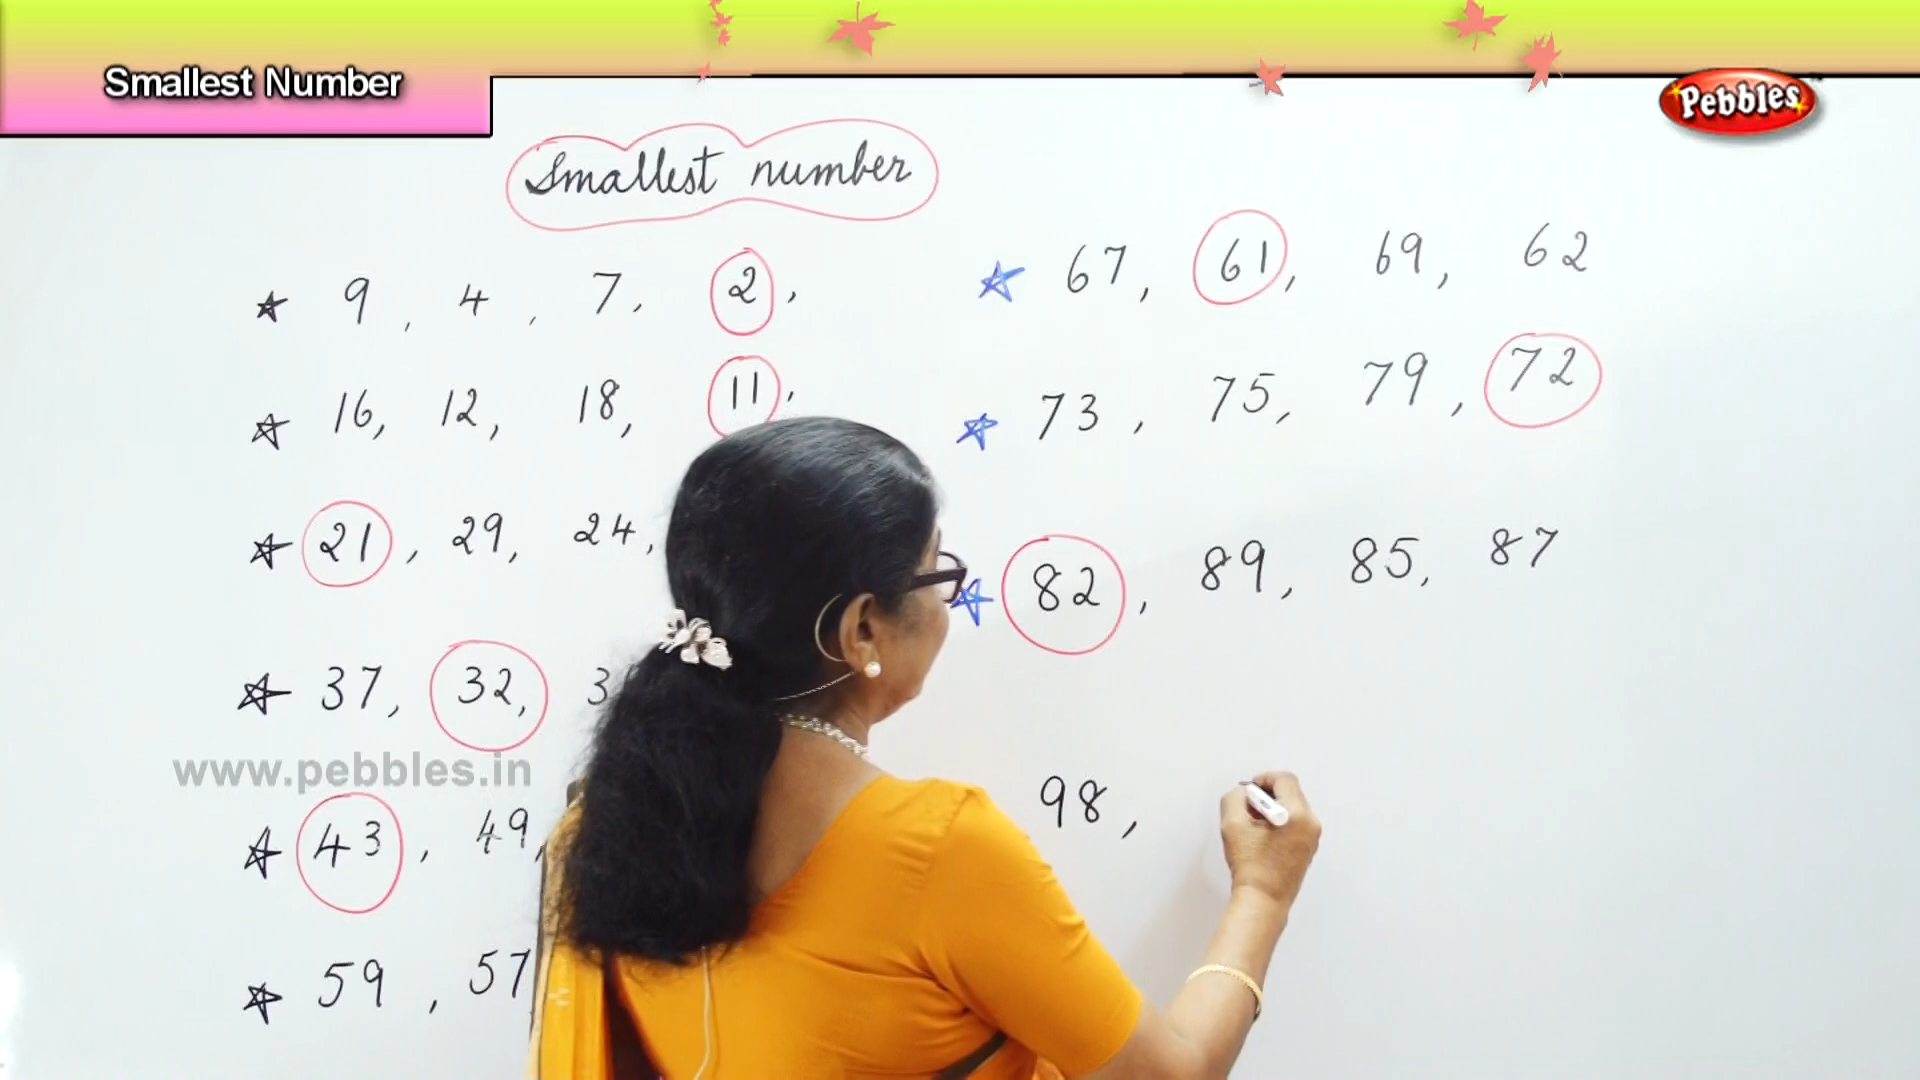 Smallest Number
Pebbles
Smallest number
9, 4, 7, 2,
16, 12, 18, 11,
21, 29, 24,
37, 32, 3
www.pebbles.in
43, 49,
59, 57
67, 61, 69, 62
73, 75, 79, 72
82, 89, 85, 87
98,